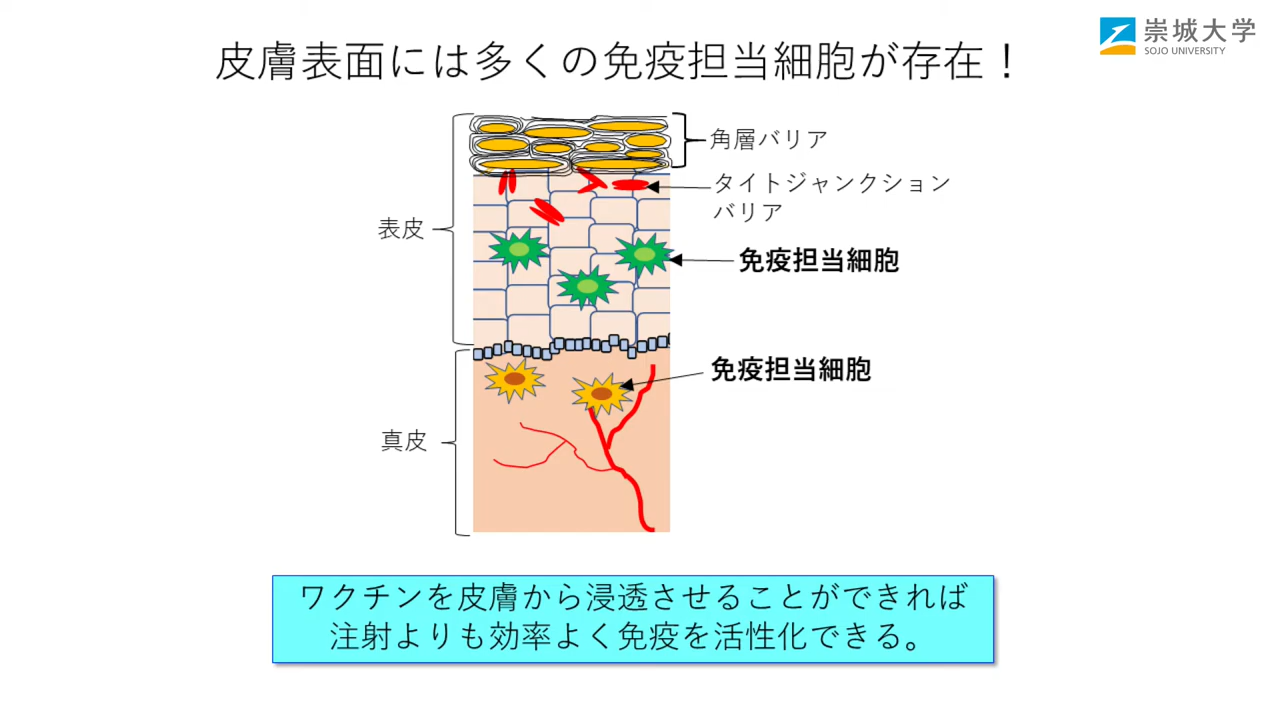 崇城大学
SOJO UNIVERSITY
皮膚表面には多くの免疫担当細胞が存在！
角層バリア
タイトジャンクション
バリア
表皮
免疫担当細胞
免疫担当細胞
真皮
ワクチンを皮膚から浸透させることができれば
注射よりも効率よく免疫を活性化できる。